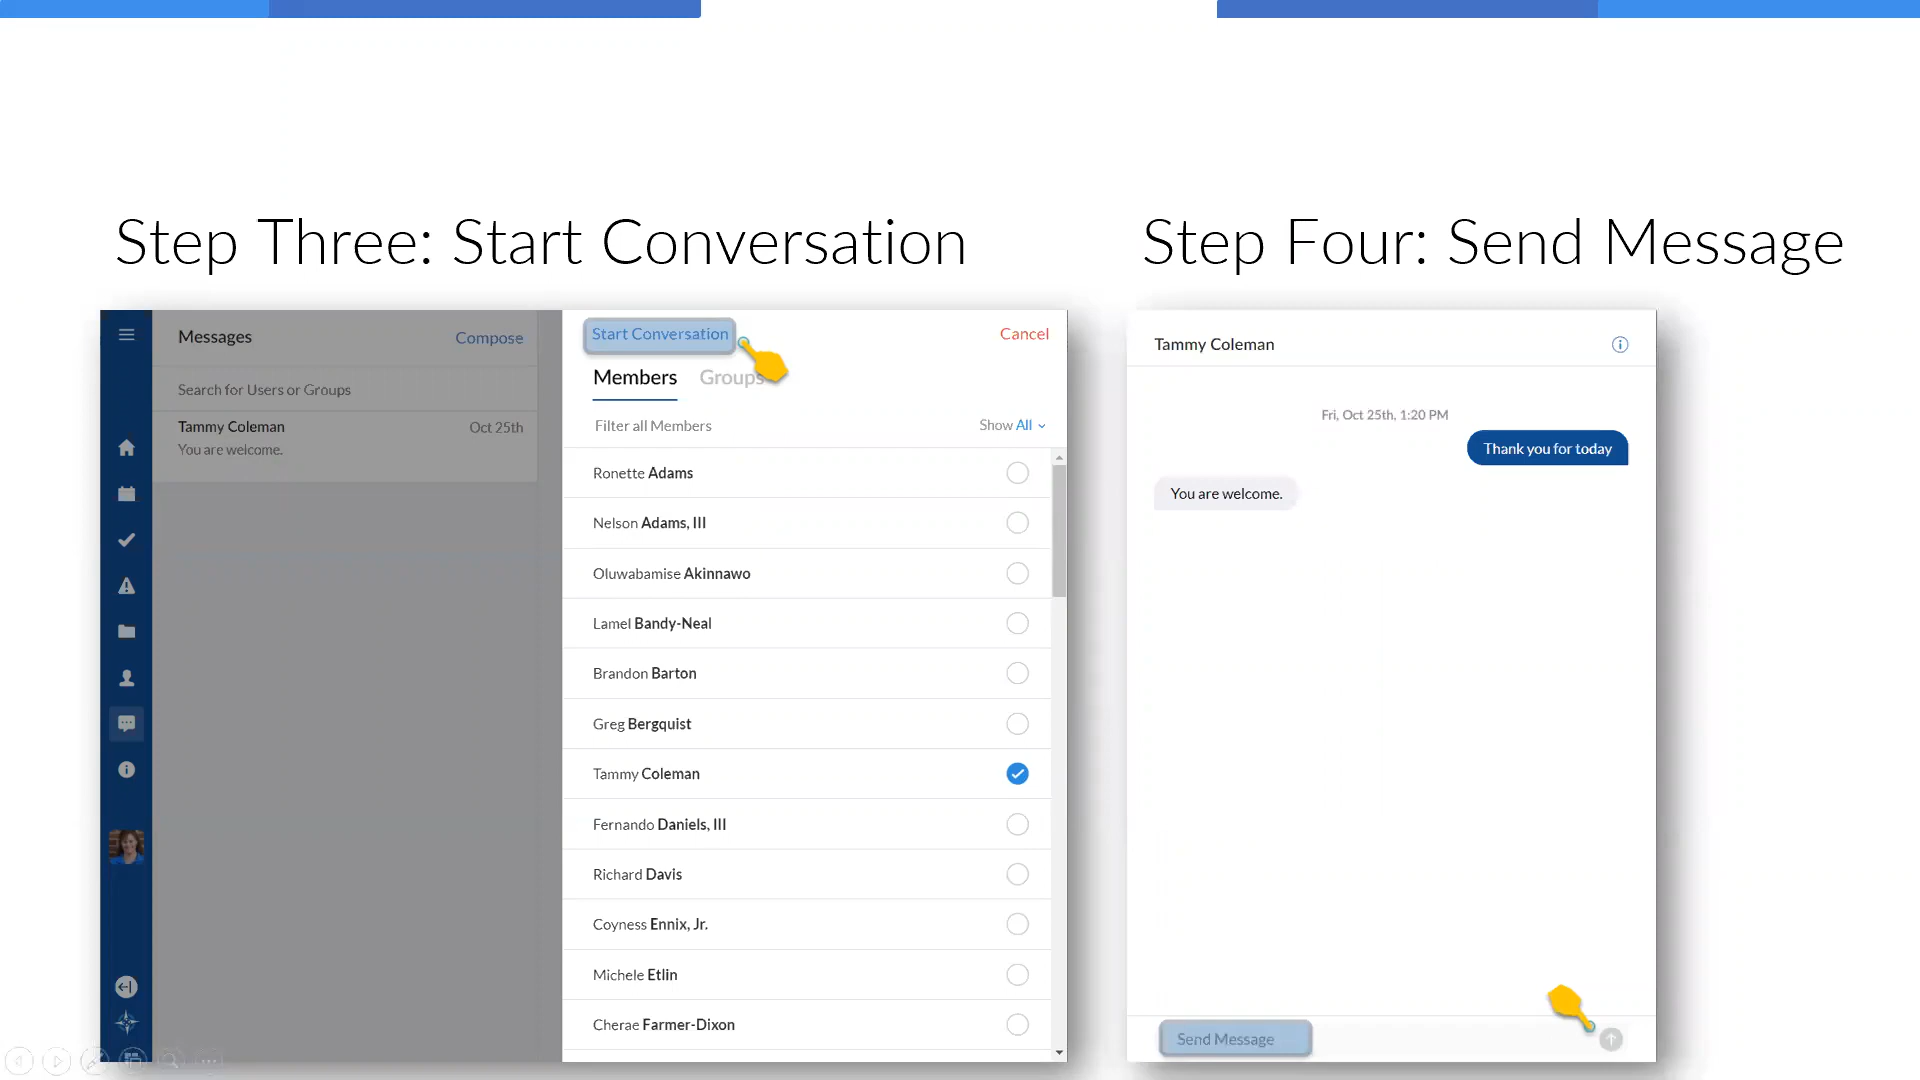 Step Three: Start Conversation
Messages
Compose
Search for Users or Groups
Tammy Coleman
Oct 25th
You are welcome.
Start Conversation
Cancel
Members
Groups
Filter all Members
Show All
Ronette Adams
Nelson Adams, III
Oluwabamise Akinnawo
Lamel Bandy-Neal
Brandon Barton
Greg Bergquist
Tammy Coleman
Fernando Daniels, III
Richard Davis
Coyness Ennix, Jr.
Michele Etlin
Cherae Farmer-Dixon
Step Four: Send Message
Tammy Coleman
Fri, Oct 25th, 1:20 PM
Thank you for today
You are welcome.
Send Message